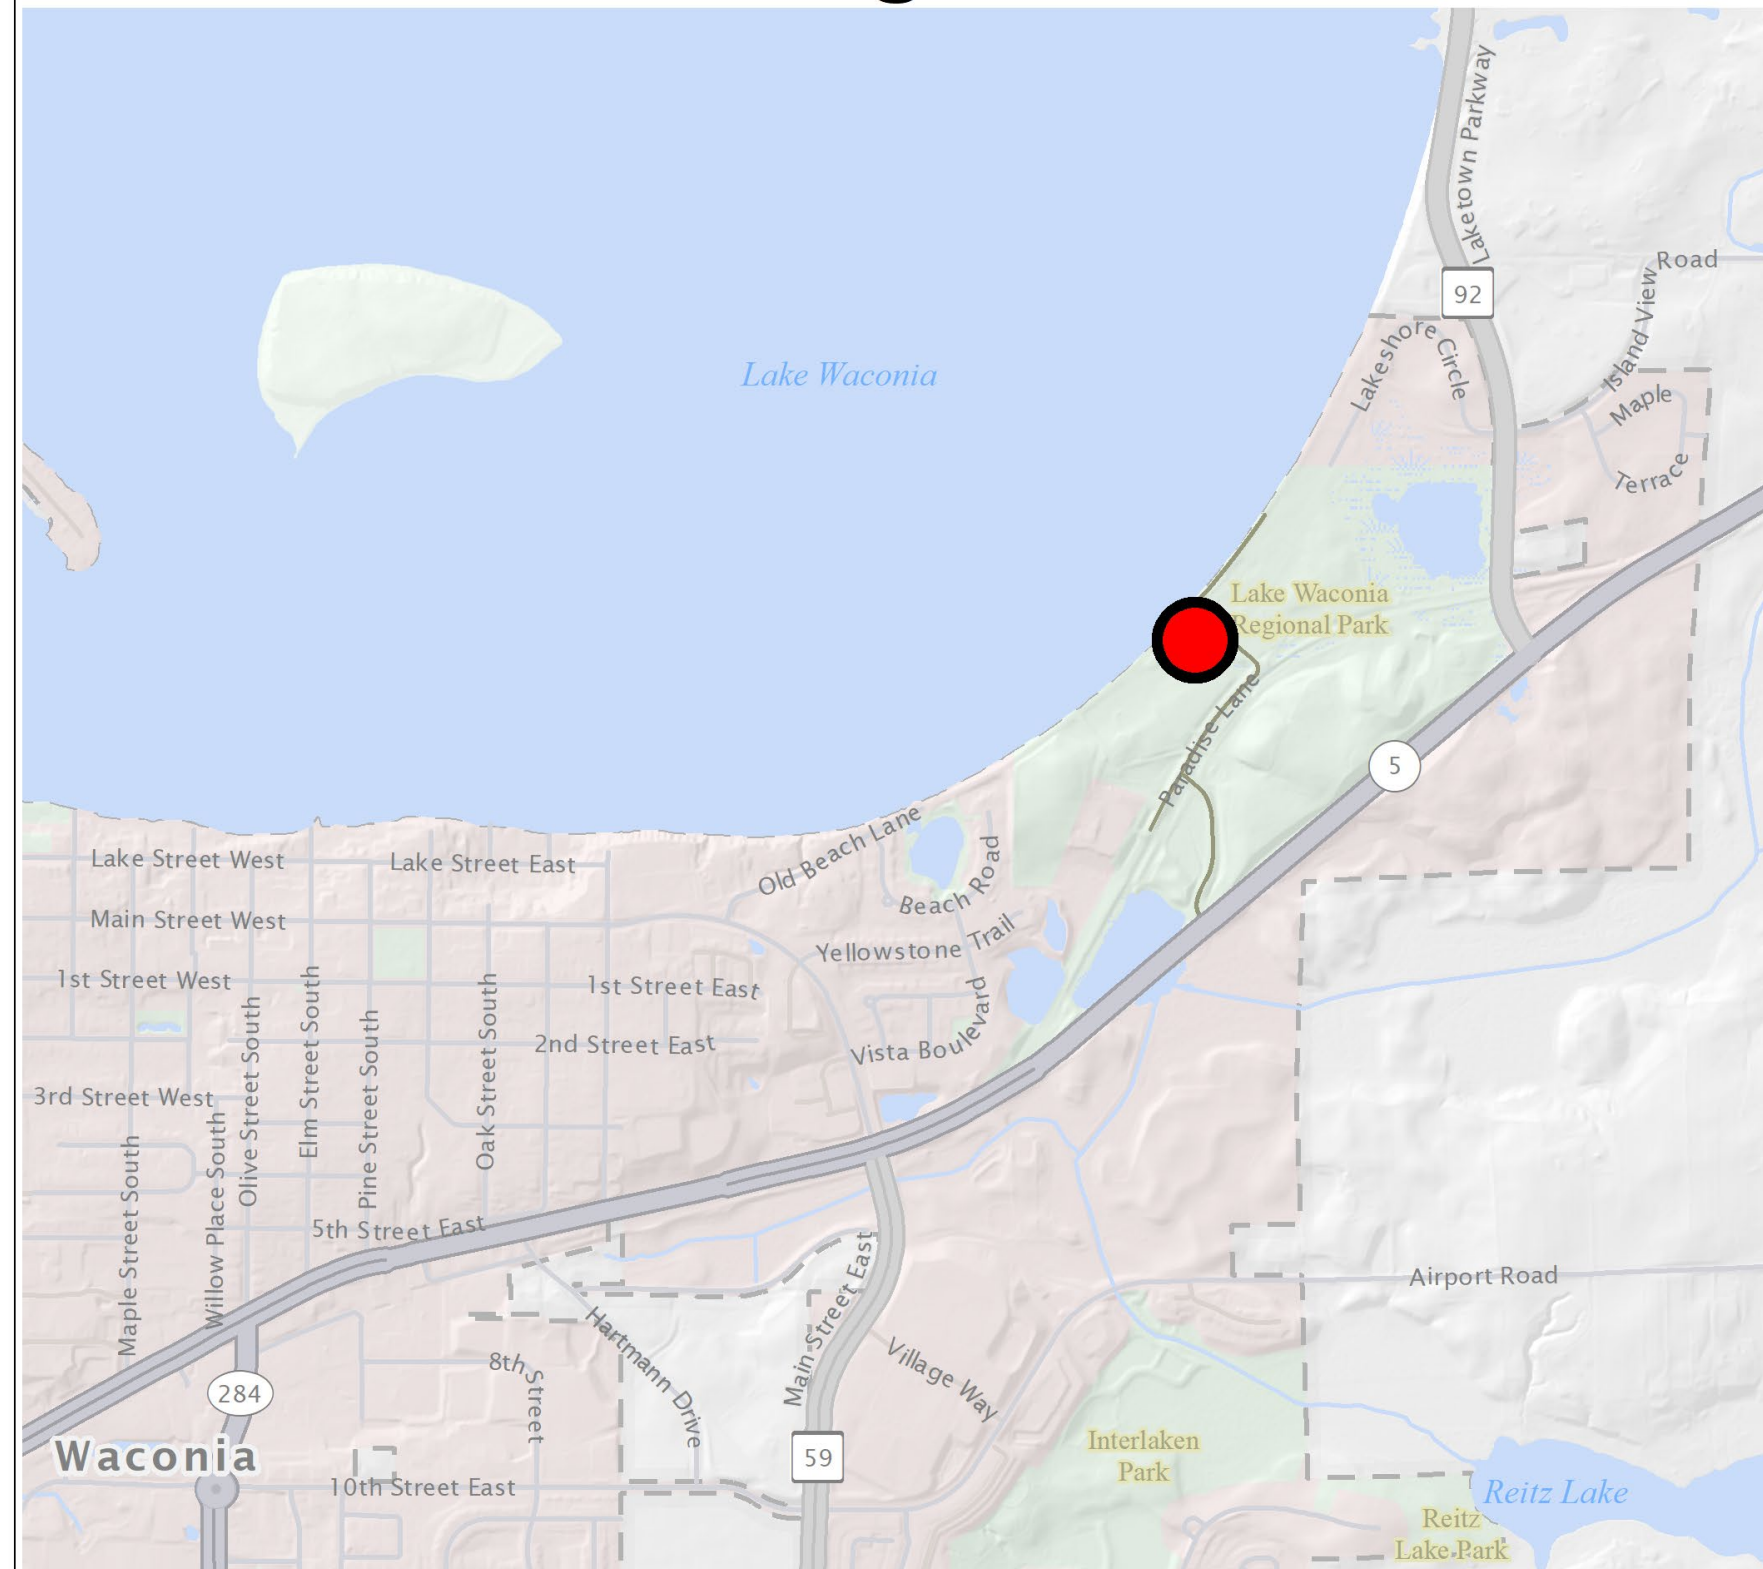 Laketown Parkway
Road
92
Island View
Lakeshore Circle
Lake Waconia
Maple
Terrace
Lake Waconia
Regional Park
Paradise Lane
5
Old Beach Lane
Lake Street West
Lake Street East
Beach Road
Main Street West
Yellowstone Trail
1st Street West
1st Street East
2nd Street East
Vista Boulevard
3rd Street West
Maple Street South
Willow Place South
Olive Street South
Elm Street South
Pine Street South
Oak Street South
5th Street East
Airport Road
Main Street East
Hartmann Drive
Village Way
8th Street
284
Waconia
59
Interlaken
Park
10th Street East
Reitz Lake
Reitz
Lake Park